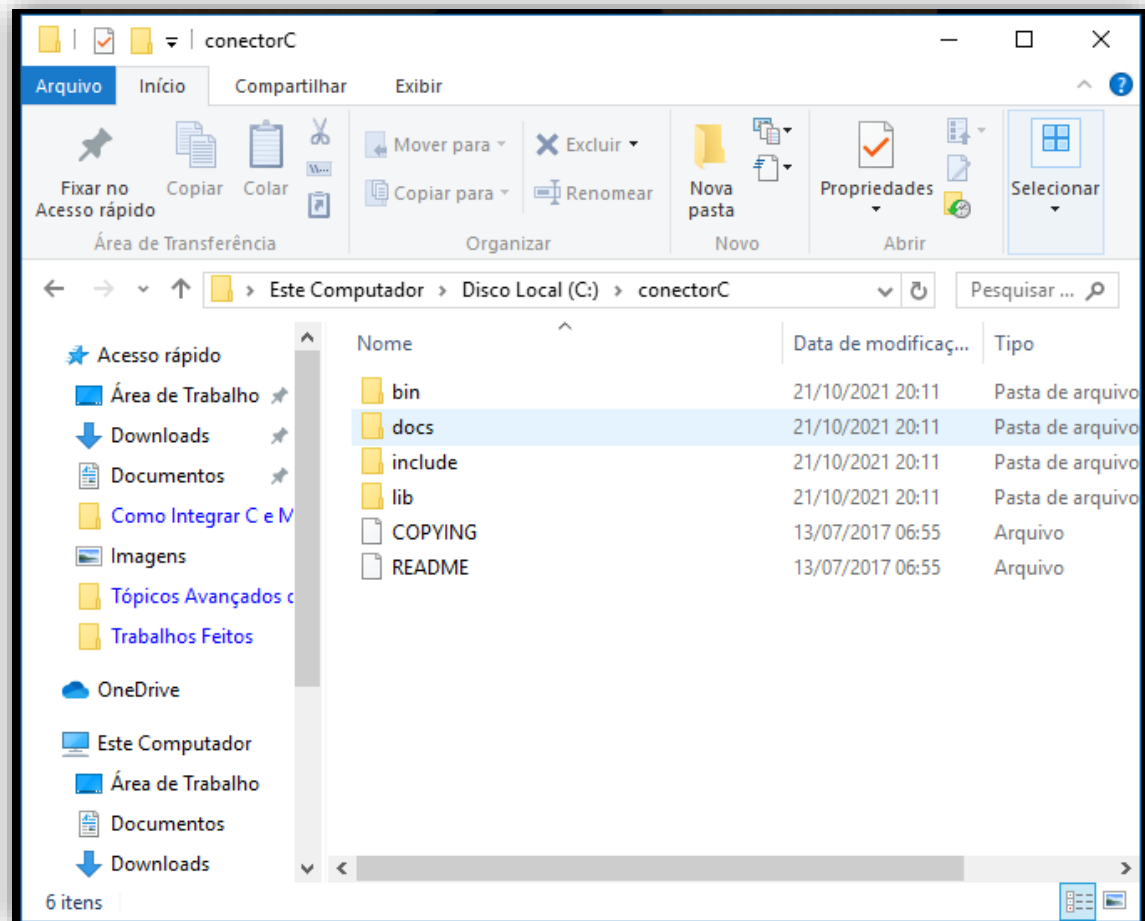 conectorC
Arquivo Início Compartilhar Exibir
Fixar no
Acesso rápido
Copiar Colar
Área de Transferência
Mover para Excluir
Copiar para Renomear
Organizar
Nova
pasta
Novo
Propriedades
Abrir
Selecionar
Este Computador > Disco Local (C:) > conectorC
Pesquisar ...
Nome Data de modificaç... Tipo
Acesso rápido
Área de Trabalho
Downloads
Documentos
Como Integrar C e M
Imagens
Tópicos Avançados
Trabalhos Feitos
OneDrive
Este Computador
Área de Trabalho
Documentos
Downloads
bin 21/10/2021 20:11 Pasta de arquivo
docs 21/10/2021 20:11 Pasta de arquivo
include 21/10/2021 20:11 Pasta de arquivo
lib 21/10/2021 20:11 Pasta de arquivo
COPYING 13/07/2017 06:55 Arquivo
README 13/07/2017 06:55 Arquivo
6 itens